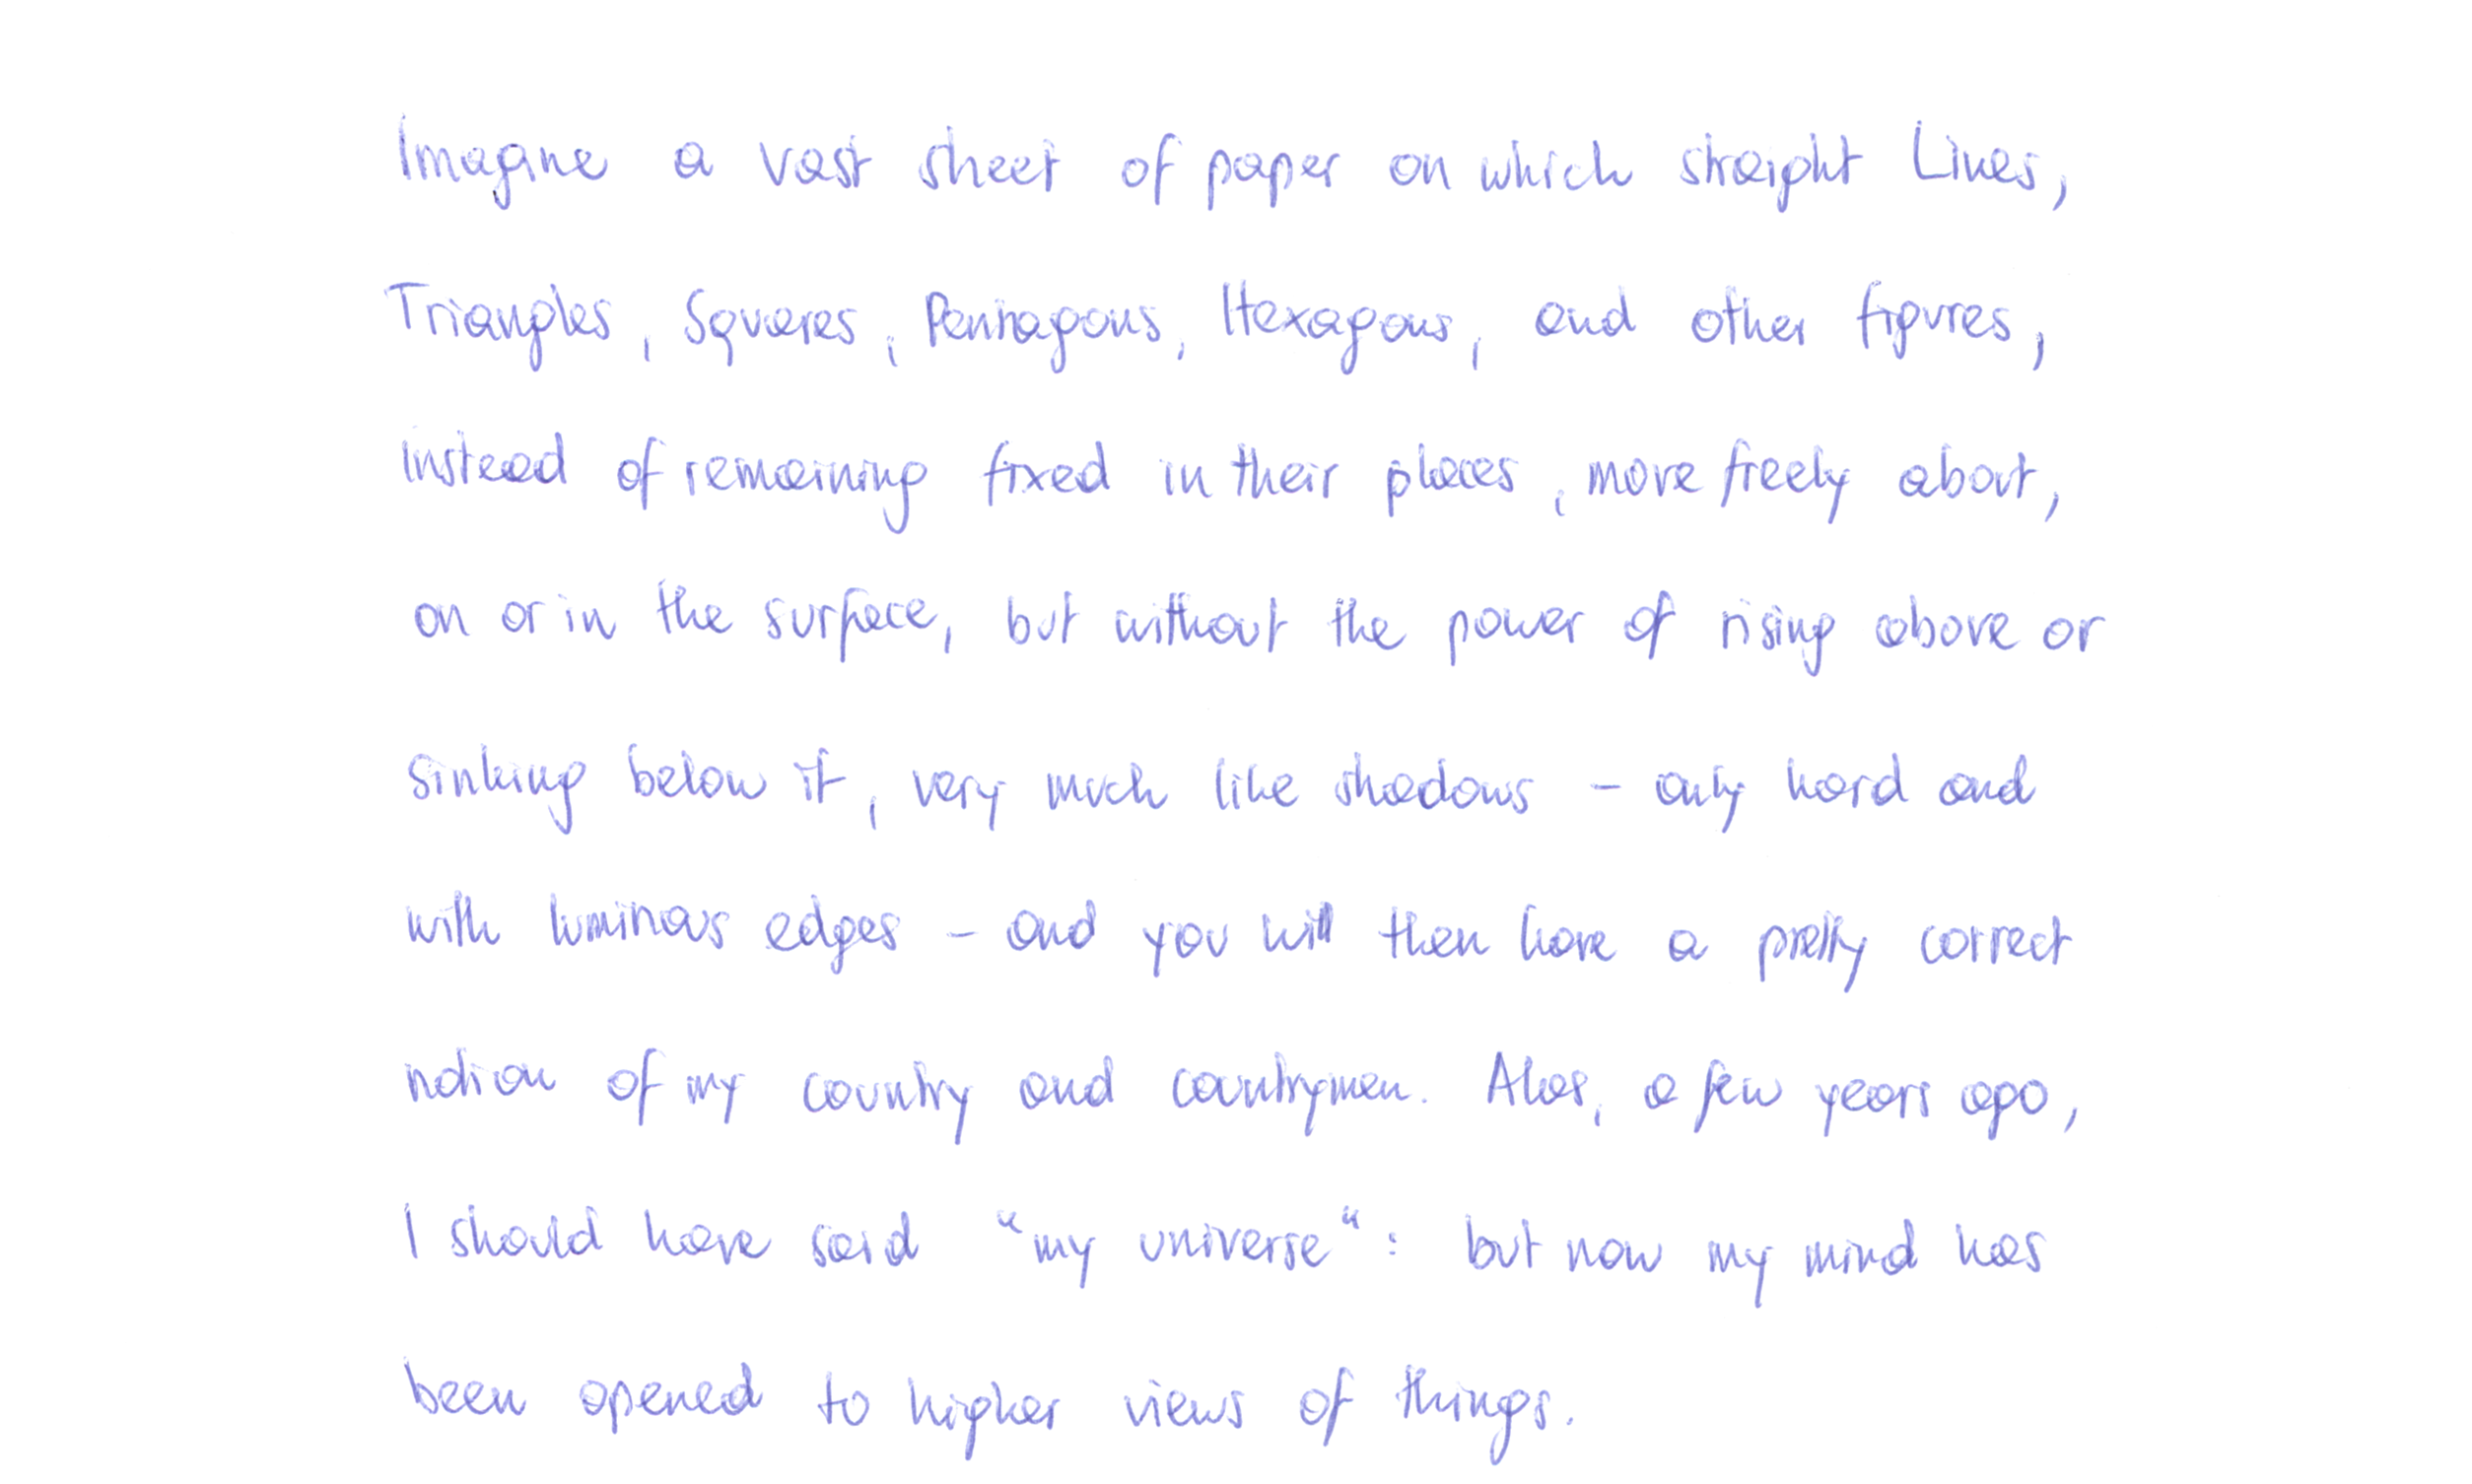 Imagine a vast sheet of paper on which straight Lines,
Triangles, Squares, Pentagons, Hexagons, and other figures,
instead of remaining fixed in their places, move freely about,
on or in the surface, but without the power of rising above or
sinking below it, very much like shadows - only hard and
with luminous edges - and you will then have a pretty correct
notion of my country and countrymen. Alas, a few years ago,
I should have said "my universe": but now my mind has
been opened to higher views of things.